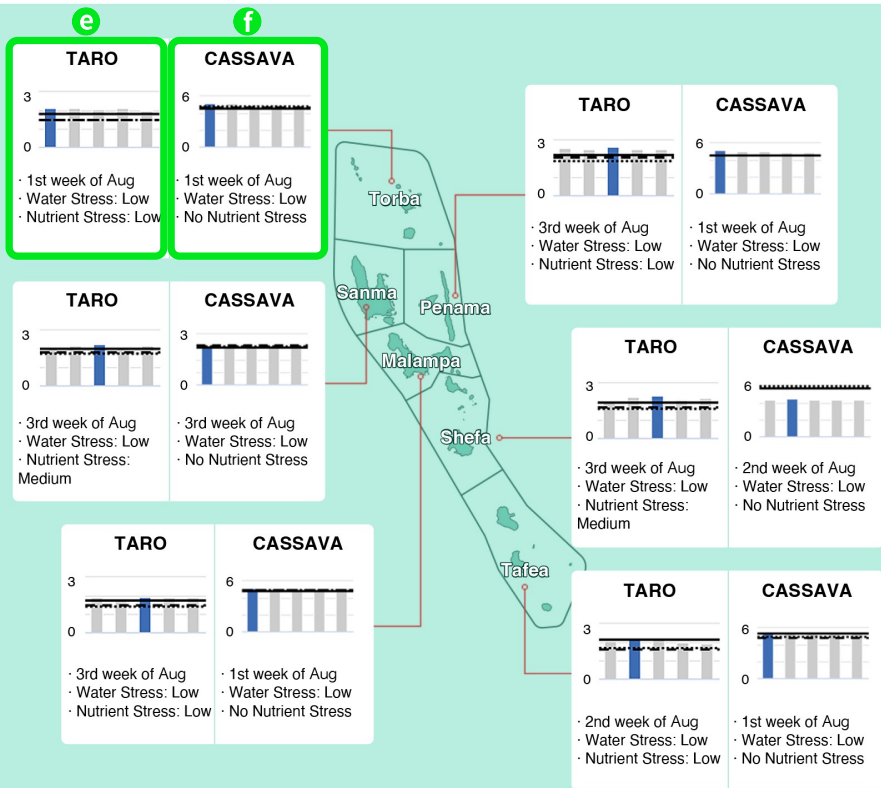 e
f
TARO
3
0
· 1st week of Aug
· Water Stress: Low
· Nutrient Stress: Low
CASSAVA
6
0
· 1st week of Aug
· Water Stress: Low
· No Nutrient Stress
TARO
3
0
· 3rd week of Aug
· Water Stress: Low
· Nutrient Stress: Low
CASSAVA
6
0
· 1st week of Aug
· Water Stress: Low
· No Nutrient Stress
Torba
Sanma
Penama
Malampa
Shefa
Tafea
TARO
3
0
· 3rd week of Aug
· Water Stress: Low
· Nutrient Stress:
Medium
CASSAVA
3
0
· 3rd week of Aug
· Water Stress: Low
· No Nutrient Stress
TARO
3
0
· 3rd week of Aug
· Water Stress: Low
· Nutrient Stress:
Medium
CASSAVA
6
0
· 2nd week of Aug
· Water Stress: Low
· No Nutrient Stress
TARO
3
0
· 3rd week of Aug
· Water Stress: Low
· Nutrient Stress: Low
CASSAVA
6
0
· 1st week of Aug
· Water Stress: Low
· No Nutrient Stress
TARO
3
0
· 2nd week of Aug
· Water Stress: Low
· Nutrient Stress: Low
CASSAVA
6
0
· 1st week of Aug
· Water Stress: Low
· No Nutrient Stress